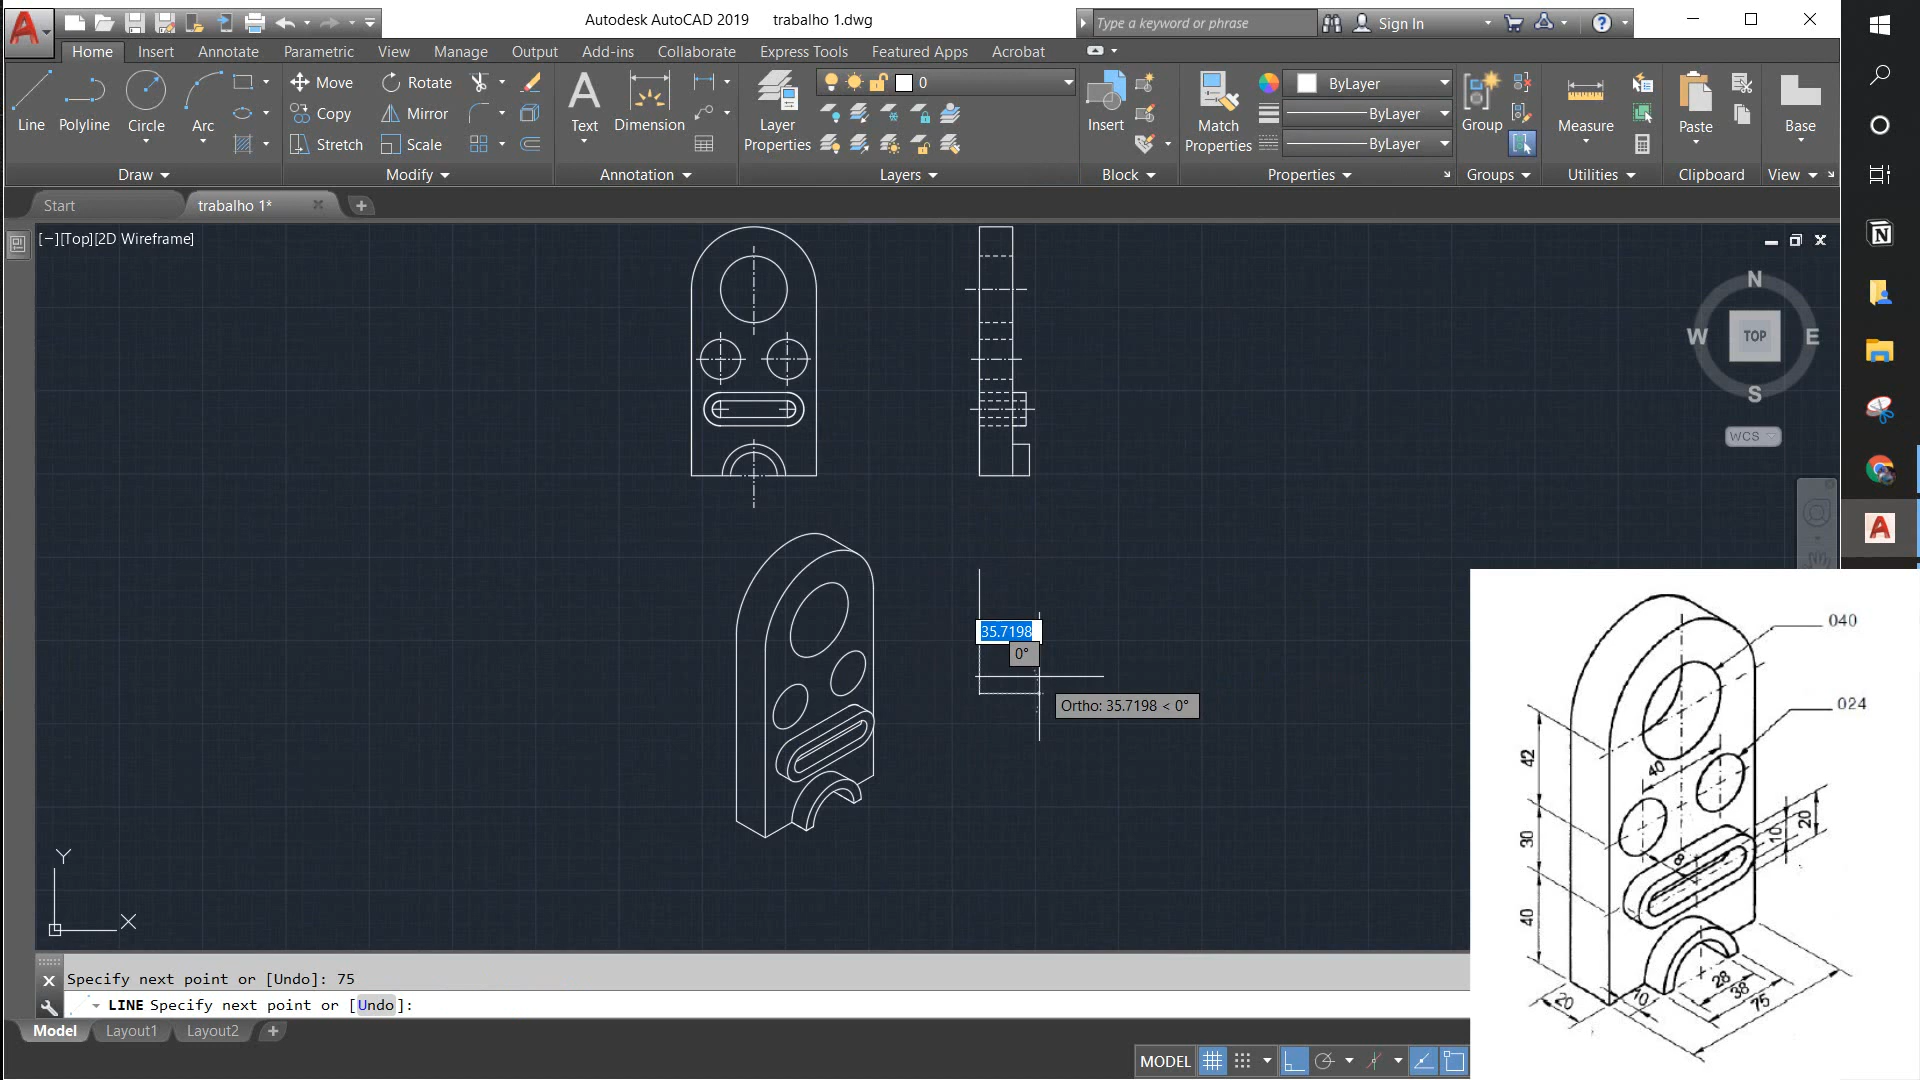 Autodesk AutoCAD 2019 trabalho 1.dwg
Type a keyword or phrase
Sign In
Home Insert Annotate Parametric View Manage Output Add-ins Collaborate Express Tools Featured Apps Acrobat
Line Polyline Circle Arc
Move Rotate
Copy Mirror
Stretch Scale
Text Dimension
Layer Properties
0
Insert
Match Properties
ByLayer
ByLayer
ByLayer
Group
Measure
Paste
Base
Draw Modify Annotation Layers Block Properties Groups Utilities Clipboard View
Start trabalho 1*
[−][Top][2D Wireframe]
N
W TOP E
S
WCS
35.7198
0°
Ortho: 35.7198 < 0°
040
024
42
40
30
10
20
8
40
28
38
75
20
10
Y
X
Specify next point or [Undo]: 75
LINE Specify next point or [Undo]:
Model Layout1 Layout2
MODEL